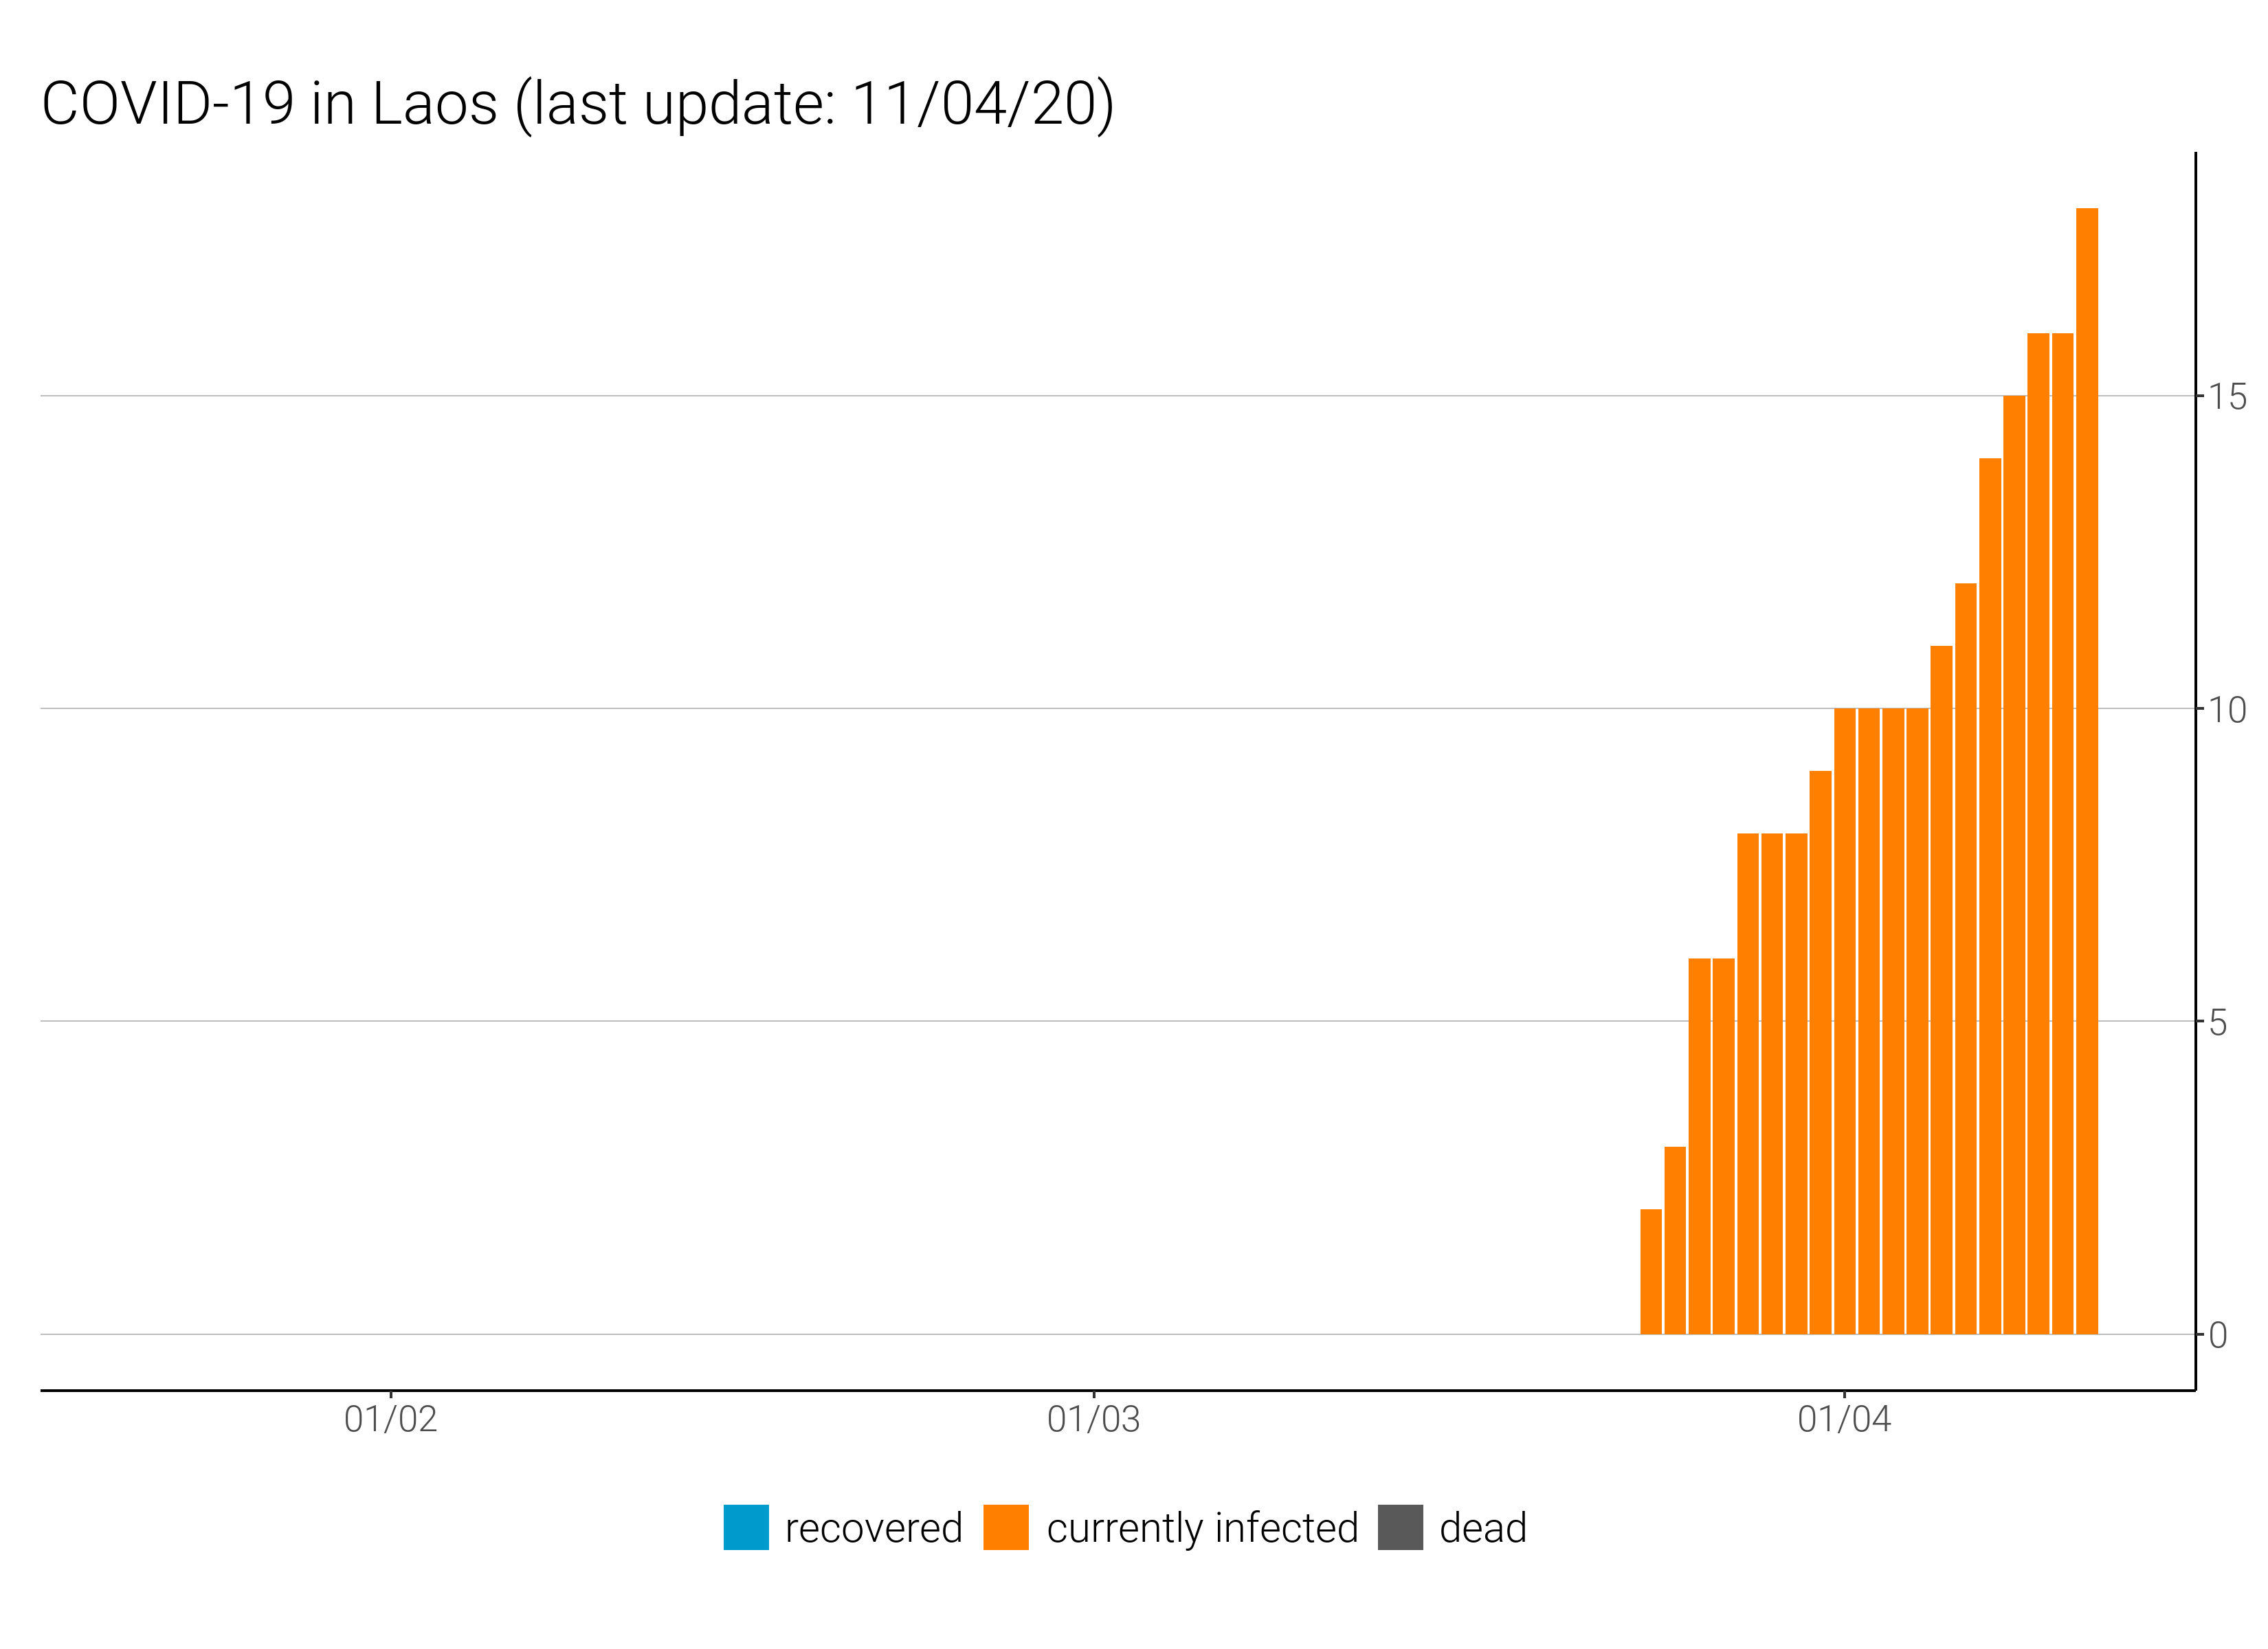 COVID-19 in Laos (last update: 11/04/20)
15
10
5
0
01/02 01/03 01/04
recovered currently infected dead